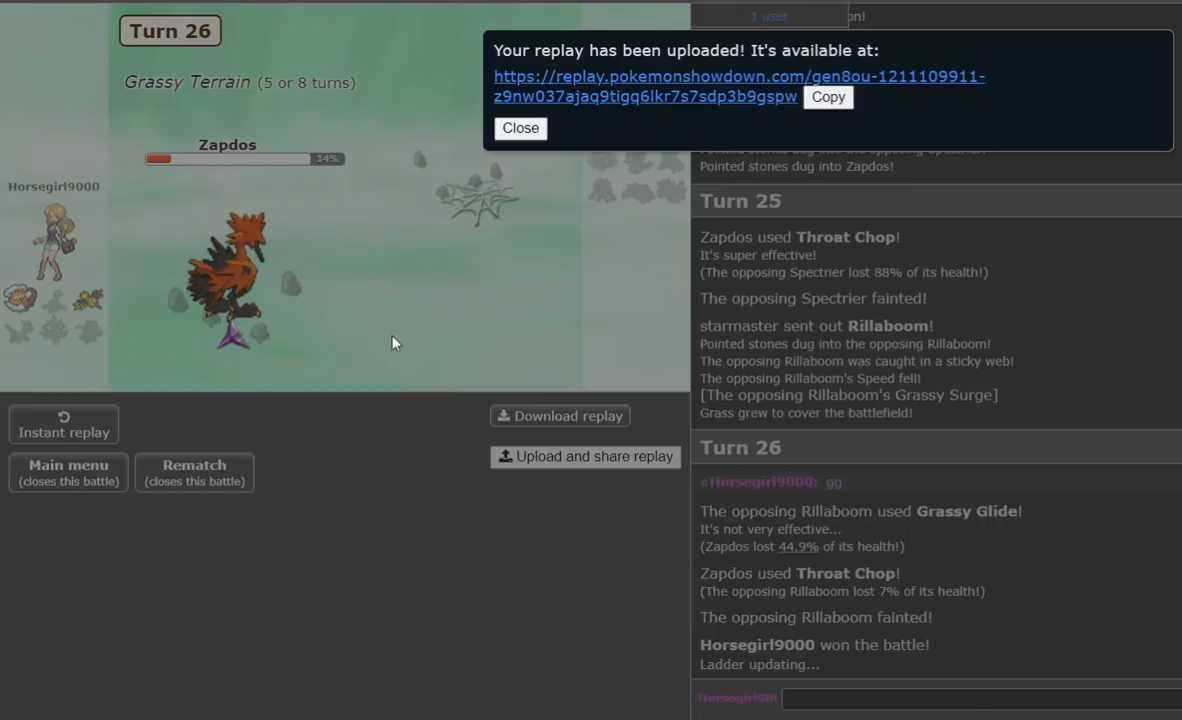 Turn 26
1 user
on!
Your replay has been uploaded! It's available at:
https://replay.pokemonshowdown.com/gen8ou-1211109911-
z9nw037ajaq9tigq6lkr7s7sdp3b9gspw Copy
Close
Grassy Terrain (5 or 8 turns)
Zapdos
14%
Horsegirl9000
Pointed stones dug into Zapdos!
Turn 25
Zapdos used Throat Chop!
It's super effective!
(The opposing Spectrier lost 88% of its health!)
The opposing Spectrier fainted!
starmaster sent out Rillaboom!
Pointed stones dug into the opposing Rillaboom!
The opposing Rillaboom was caught in a sticky web!
The opposing Rillaboom's Speed fell!
[The opposing Rillaboom's Grassy Surge]
Grass grew to cover the battlefield!
Turn 26
☆Horsegirl9000: gg
The opposing Rillaboom used Grassy Glide!
It's not very effective...
(Zapdos lost 44.9% of its health!)
Zapdos used Throat Chop!
(The opposing Rillaboom lost 7% of its health!)
The opposing Rillaboom fainted!
Horsegirl9000 won the battle!
Ladder updating...
Instant replay
Download replay
Upload and share replay
Main menu
(closes this battle)
Rematch
(closes this battle)